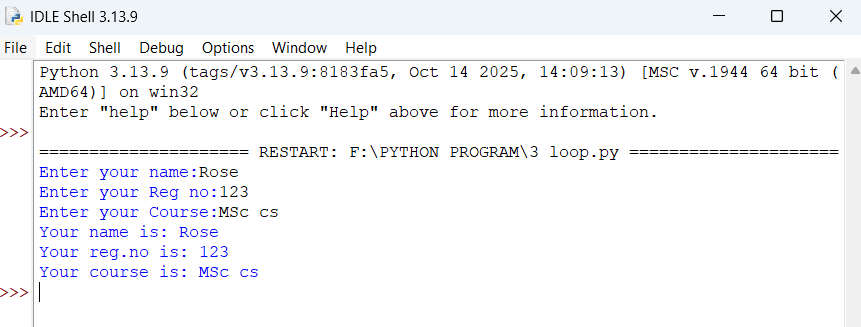 IDLE Shell 3.13.9
File Edit Shell Debug Options Window Help
Python 3.13.9 (tags/v3.13.9:8183fa5, Oct 14 2025, 14:09:13) [MSC v.1944 64 bit (
AMD64)] on win32
Enter "help" below or click "Help" above for more information.
>>>
===================== RESTART: F:\PYTHON PROGRAM\3 loop.py =====================
Enter your name:Rose
Enter your Reg no:123
Enter your Course:MSc cs
Your name is: Rose
Your reg.no is: 123
Your course is: MSc cs
>>>